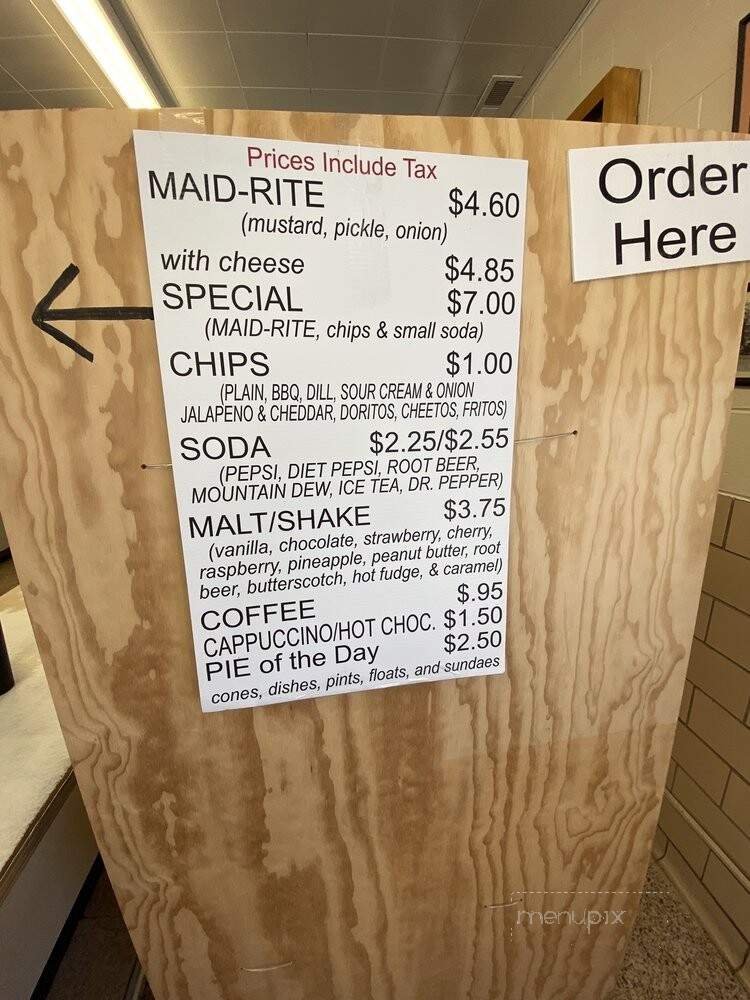 Prices Include Tax
MAID-RITE $4.60
(mustard, pickle, onion)
with cheese $4.85
SPECIAL $7.00
(MAID-RITE, chips & small soda)
CHIPS $1.00
(PLAIN, BBQ, DILL, SOUR CREAM & ONION
JALAPENO & CHEDDAR, DORITOS, CHEETOS, FRITOS)
SODA $2.25/$2.55
(PEPSI, DIET PEPSI, ROOT BEER,
MOUNTAIN DEW, ICE TEA, DR. PEPPER)
MALT/SHAKE $3.75
(vanilla, chocolate, strawberry, cherry,
raspberry, pineapple, peanut butter, root
beer, butterscotch, hot fudge, & caramel)
COFFEE $.95
CAPPUCCINO/HOT CHOC. $1.50
PIE of the Day $2.50
cones, dishes, pints, floats, and sundaes
Order
Here
menupix